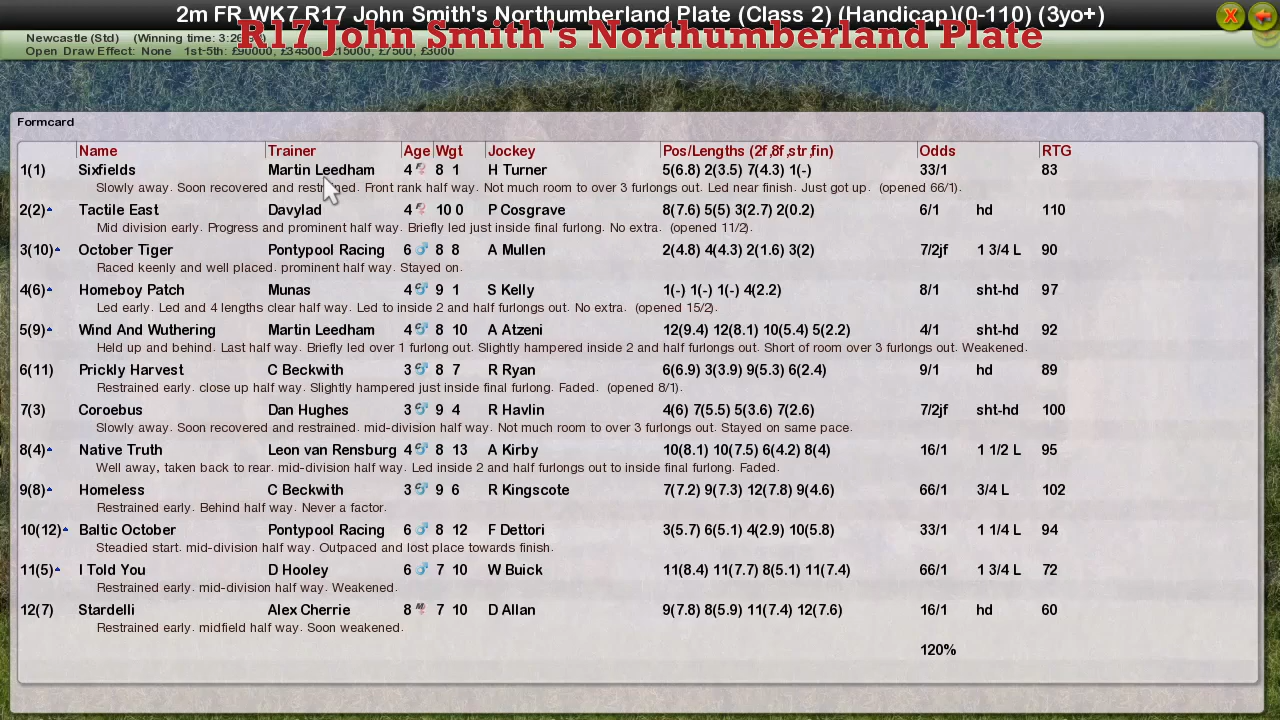 2m FR WK7 R17 John Smith's Northumberland Plate (Class 2) (Handicap)(0-110) (3yo+)
R17 John Smith's Northumberland Plate
Newcastle (Std) (Winning time: 3:26
Open Draw Effect: None 1st-5th: £90000, £34500, £15000, £7500, £3000
Formcard
Name Trainer Age Wgt Jockey Pos/Lengths (2f,8f,str,fin) Odds RTG
1(1) Sixfields Martin Leedham 4 8 1 H Turner 5(6.8) 2(3.5) 7(4.3) 1(-) 33/1 83
Slowly away. Soon recovered and restrained. Front rank half way. Not much room to over 3 furlongs out. Led near finish. Just got up. (opened 66/1).
2(2) Tactile East Davylad 4 10 0 P Cosgrave 8(7.6) 5(5) 3(2.7) 2(0.2) 6/1 hd 110
Mid division early. Progress and prominent half way. Briefly led just inside final furlong. No extra. (opened 11/2).
3(10) October Tiger Pontypool Racing 6 8 8 A Mullen 2(4.8) 4(4.3) 2(1.6) 3(2) 7/2jf 1 3/4 L 90
Raced keenly and well placed. prominent half way. Stayed on.
4(6) Homeboy Patch Munas 4 9 1 S Kelly 1(-) 1(-) 1(-) 4(2.2) 8/1 sht-hd 97
Led early. Led and 4 lengths clear half way. Led to inside 2 and half furlongs out. No extra. (opened 15/2).
5(9) Wind And Wuthering Martin Leedham 4 8 10 A Atzeni 12(9.4) 12(8.1) 10(5.4) 5(2.2) 4/1 sht-hd 92
Held up and behind. Last half way. Briefly led over 1 furlong out. Slightly hampered inside 2 and half furlongs out. Short of room over 3 furlongs out. Weakened.
6(11) Prickly Harvest C Beckwith 3 8 7 R Ryan 6(6.9) 3(3.9) 9(5.3) 6(2.4) 9/1 hd 89
Restrained early. close up half way. Slightly hampered just inside final furlong. Faded. (opened 8/1).
7(3) Coroebus Dan Hughes 3 9 4 R Havlin 4(6) 7(5.5) 5(3.6) 7(2.6) 7/2jf sht-hd 100
Slowly away. Soon recovered and restrained. mid-division half way. Not much room to over 3 furlongs out. Stayed on same pace.
8(4) Native Truth Leon van Rensburg 4 8 13 A Kirby 10(8.1) 10(7.5) 6(4.2) 8(4) 16/1 1 1/2 L 95
Well away, taken back to rear. mid-division half way. Led inside 2 and half furlongs out to inside final furlong. Faded.
9(8) Homeless C Beckwith 3 9 6 R Kingscote 7(7.2) 9(7.3) 12(7.8) 9(4.6) 66/1 3/4 L 102
Restrained early. Behind half way. Never a factor.
10(12) Baltic October Pontypool Racing 6 8 12 F Dettori 3(5.7) 6(5.1) 4(2.9) 10(5.8) 33/1 1 1/4 L 94
Steadied start. mid-division half way. Outpaced and lost place towards finish.
11(5) I Told You D Hooley 6 7 10 W Buick 11(8.4) 11(7.7) 8(5.1) 11(7.4) 66/1 1 3/4 L 72
Restrained early. mid-division half way. Weakened.
12(7) Stardelli Alex Cherrie 8 7 10 D Allan 9(7.8) 8(5.9) 11(7.4) 12(7.6) 16/1 hd 60
Restrained early. midfield half way. Soon weakened.
120%